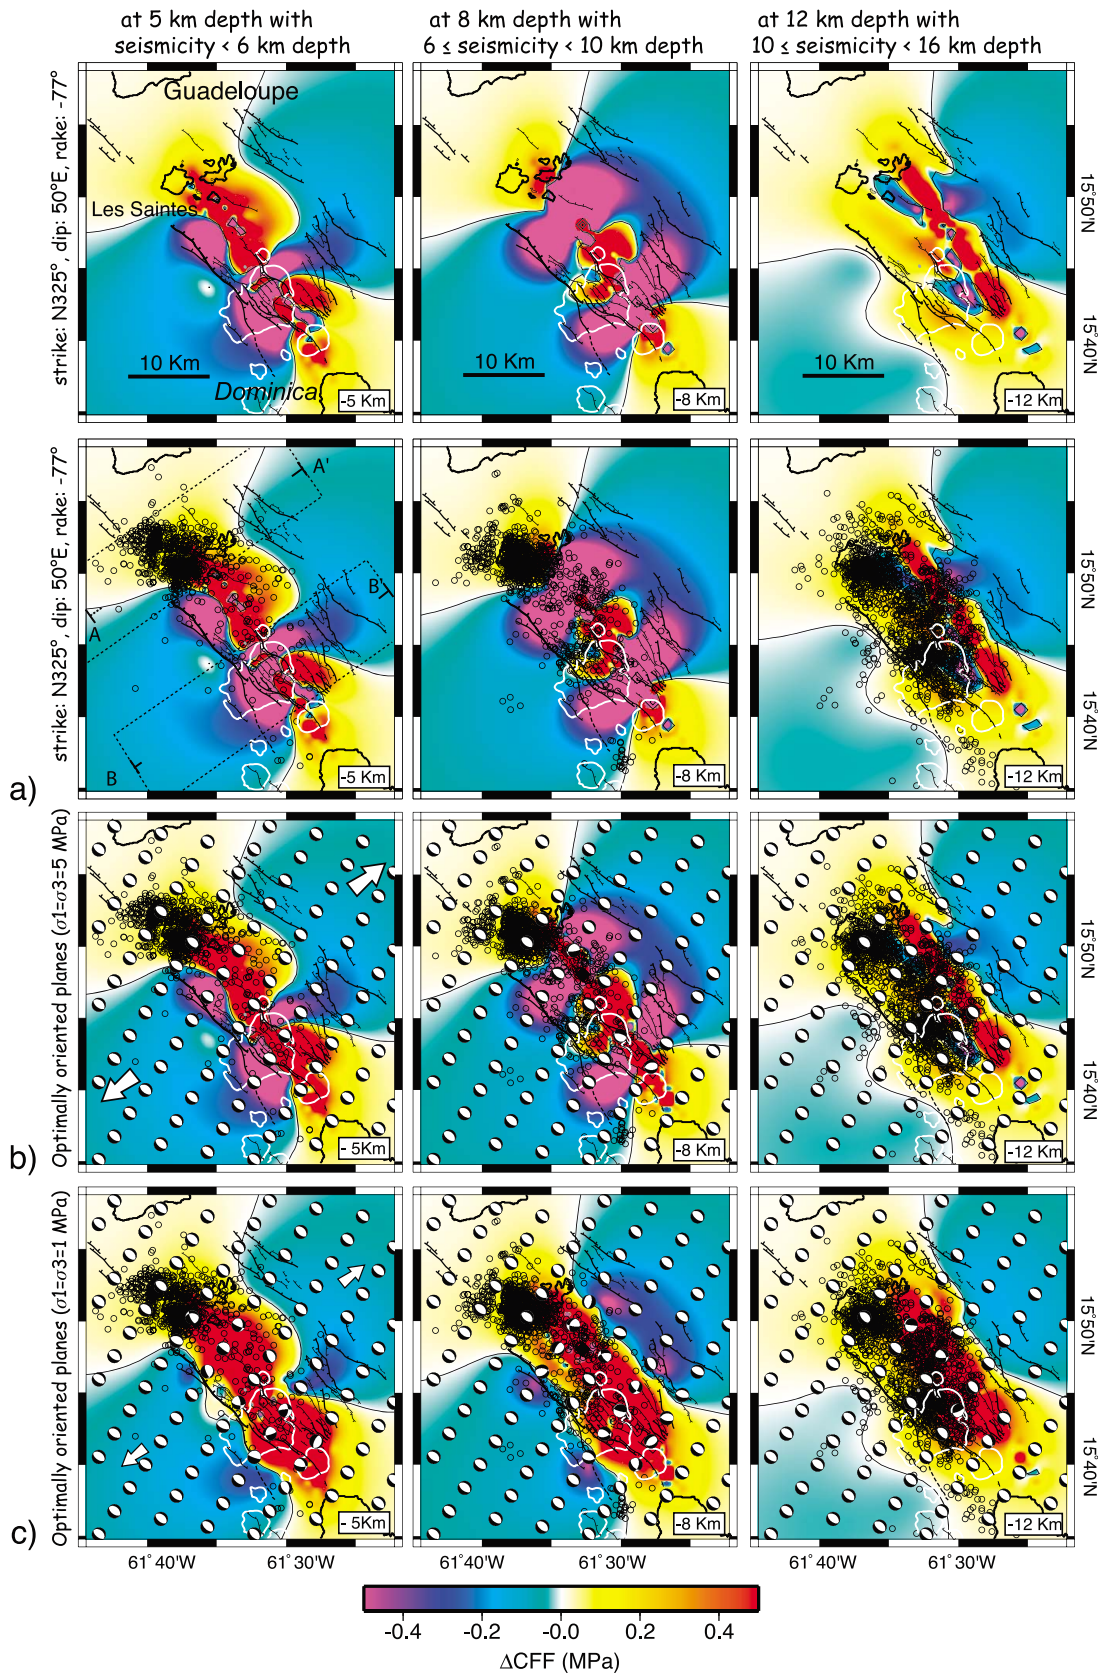 at 5 km depth with
seismicity < 6 km depth
at 8 km depth with
6 ≤ seismicity < 10 km depth
at 12 km depth with
10 ≤ seismicity < 16 km depth
strike: N325°, dip: 50°E, rake: -77°
Guadeloupe
Les Saintes
10 Km
Dominica
-5 Km
10 Km
-8 Km
10 Km
-12 Km
15°50'N
15°40'N
a)
strike: N325°, dip: 50°E, rake: -77°
A'
B
A
B
-5 Km
-8 Km
-12 Km
15°50'N
15°40'N
b)
Optimally oriented planes (σ1=σ3=5 MPa)
- 5Km
-8 Km
-12 Km
15°50'N
15°40'N
c)
Optimally oriented planes (σ1=σ3=1 MPa)
- 5Km
-8 Km
-12 Km
15°50'N
15°40'N
61°40'W
61°30'W
61°40'W
61°30'W
61°40'W
61°30'W
-0.4
-0.2
-0.0
0.2
0.4
ΔCFF (MPa)